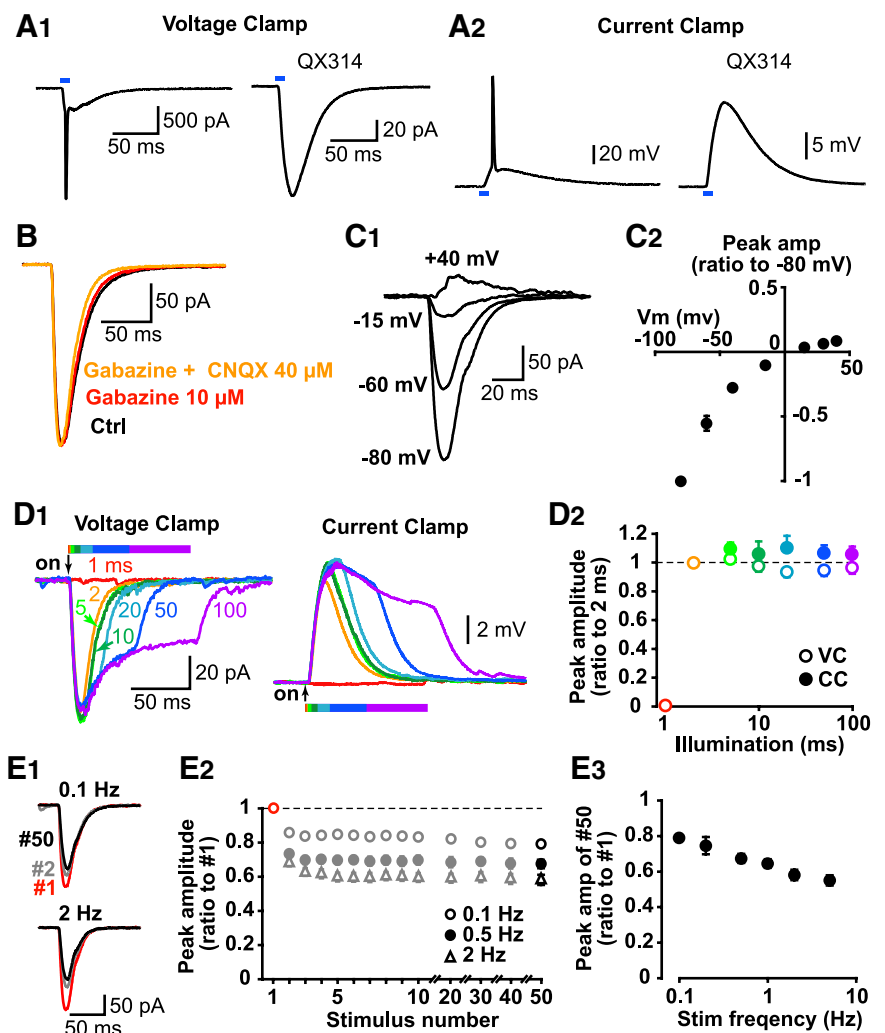 A1 Voltage Clamp
QX314
500 pA
50 ms
20 pA
50 ms
A2 Current Clamp
QX314
20 mV
5 mV
50 ms
B
50 pA
50 ms
Gabazine + CNQX 40 µM
Gabazine 10 µM
Ctrl
C1
+40 mV
-15 mV
-60 mV
-80 mV
50 pA
20 ms
C2
Peak amp
(ratio to -80 mV)
0.5
Vm (mv)
-100 -50 0 50
-0.5
-1
D1
Voltage Clamp
on
1 ms
2
5
10
20
50
100
20 pA
50 ms
Current Clamp
2 mV
on
D2
Peak amplitude
(ratio to 2 ms)
1.2
1
0.8
0.6
0.4
0.2
0
VC
CC
1 10 100
Illumination (ms)
E1
0.1 Hz
#50
#2
#1
2 Hz
50 pA
50 ms
E2
Peak amplitude
(ratio to #1)
1
0.8
0.6
0.4
0.2
0
0.1 Hz
0.5 Hz
2 Hz
1 5 10 20 30 40 50
Stimulus number
E3
Peak amp of #50
(ratio to #1)
1
0.8
0.6
0.4
0.2
0
0.1 1 10
Stim freqency (Hz)